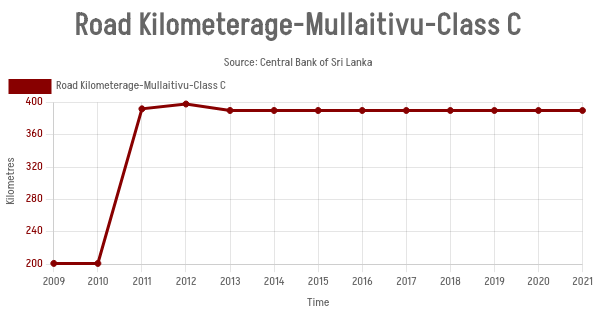 Road Kilometerage-Mullaitivu-Class C
Source: Central Bank of Sri Lanka
Road Kilometerage-Mullaitivu-Class C
400
360
320
280
240
200
Kilometres
2009 2010 2011 2012 2013 2014 2015 2016 2017 2018 2019 2020 2021
Time